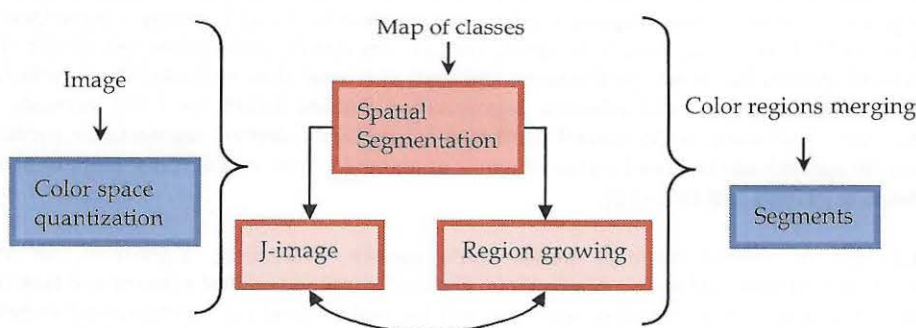 Image
Color space
quantization
Map of classes
Spatial
Segmentation
J-image
Region growing
Color regions merging
Segments